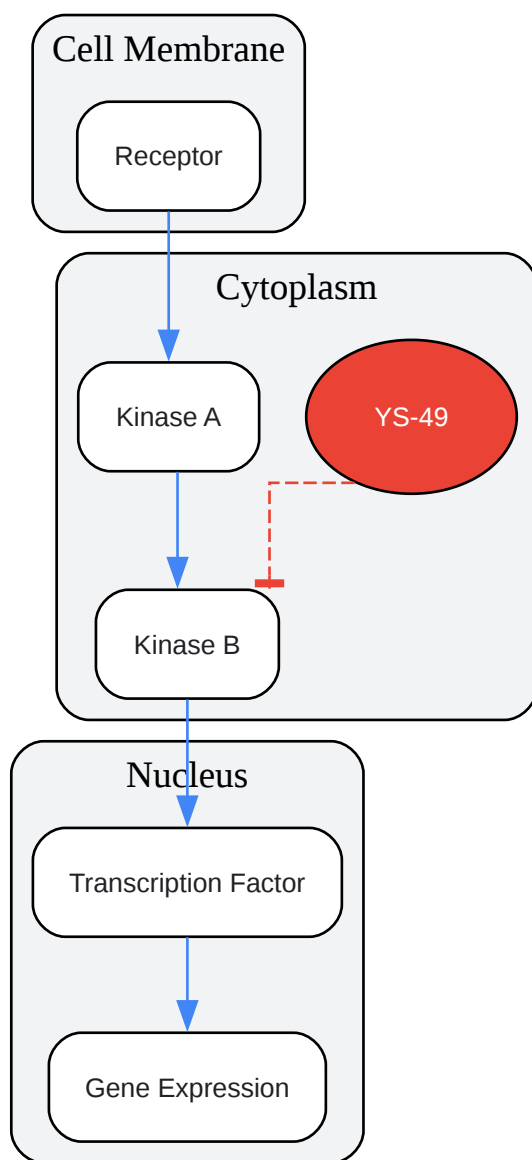 Cell Membrane
Receptor
Cytoplasm
Kinase A
YS-49
Kinase B
Nucleus
Transcription Factor
Gene Expression